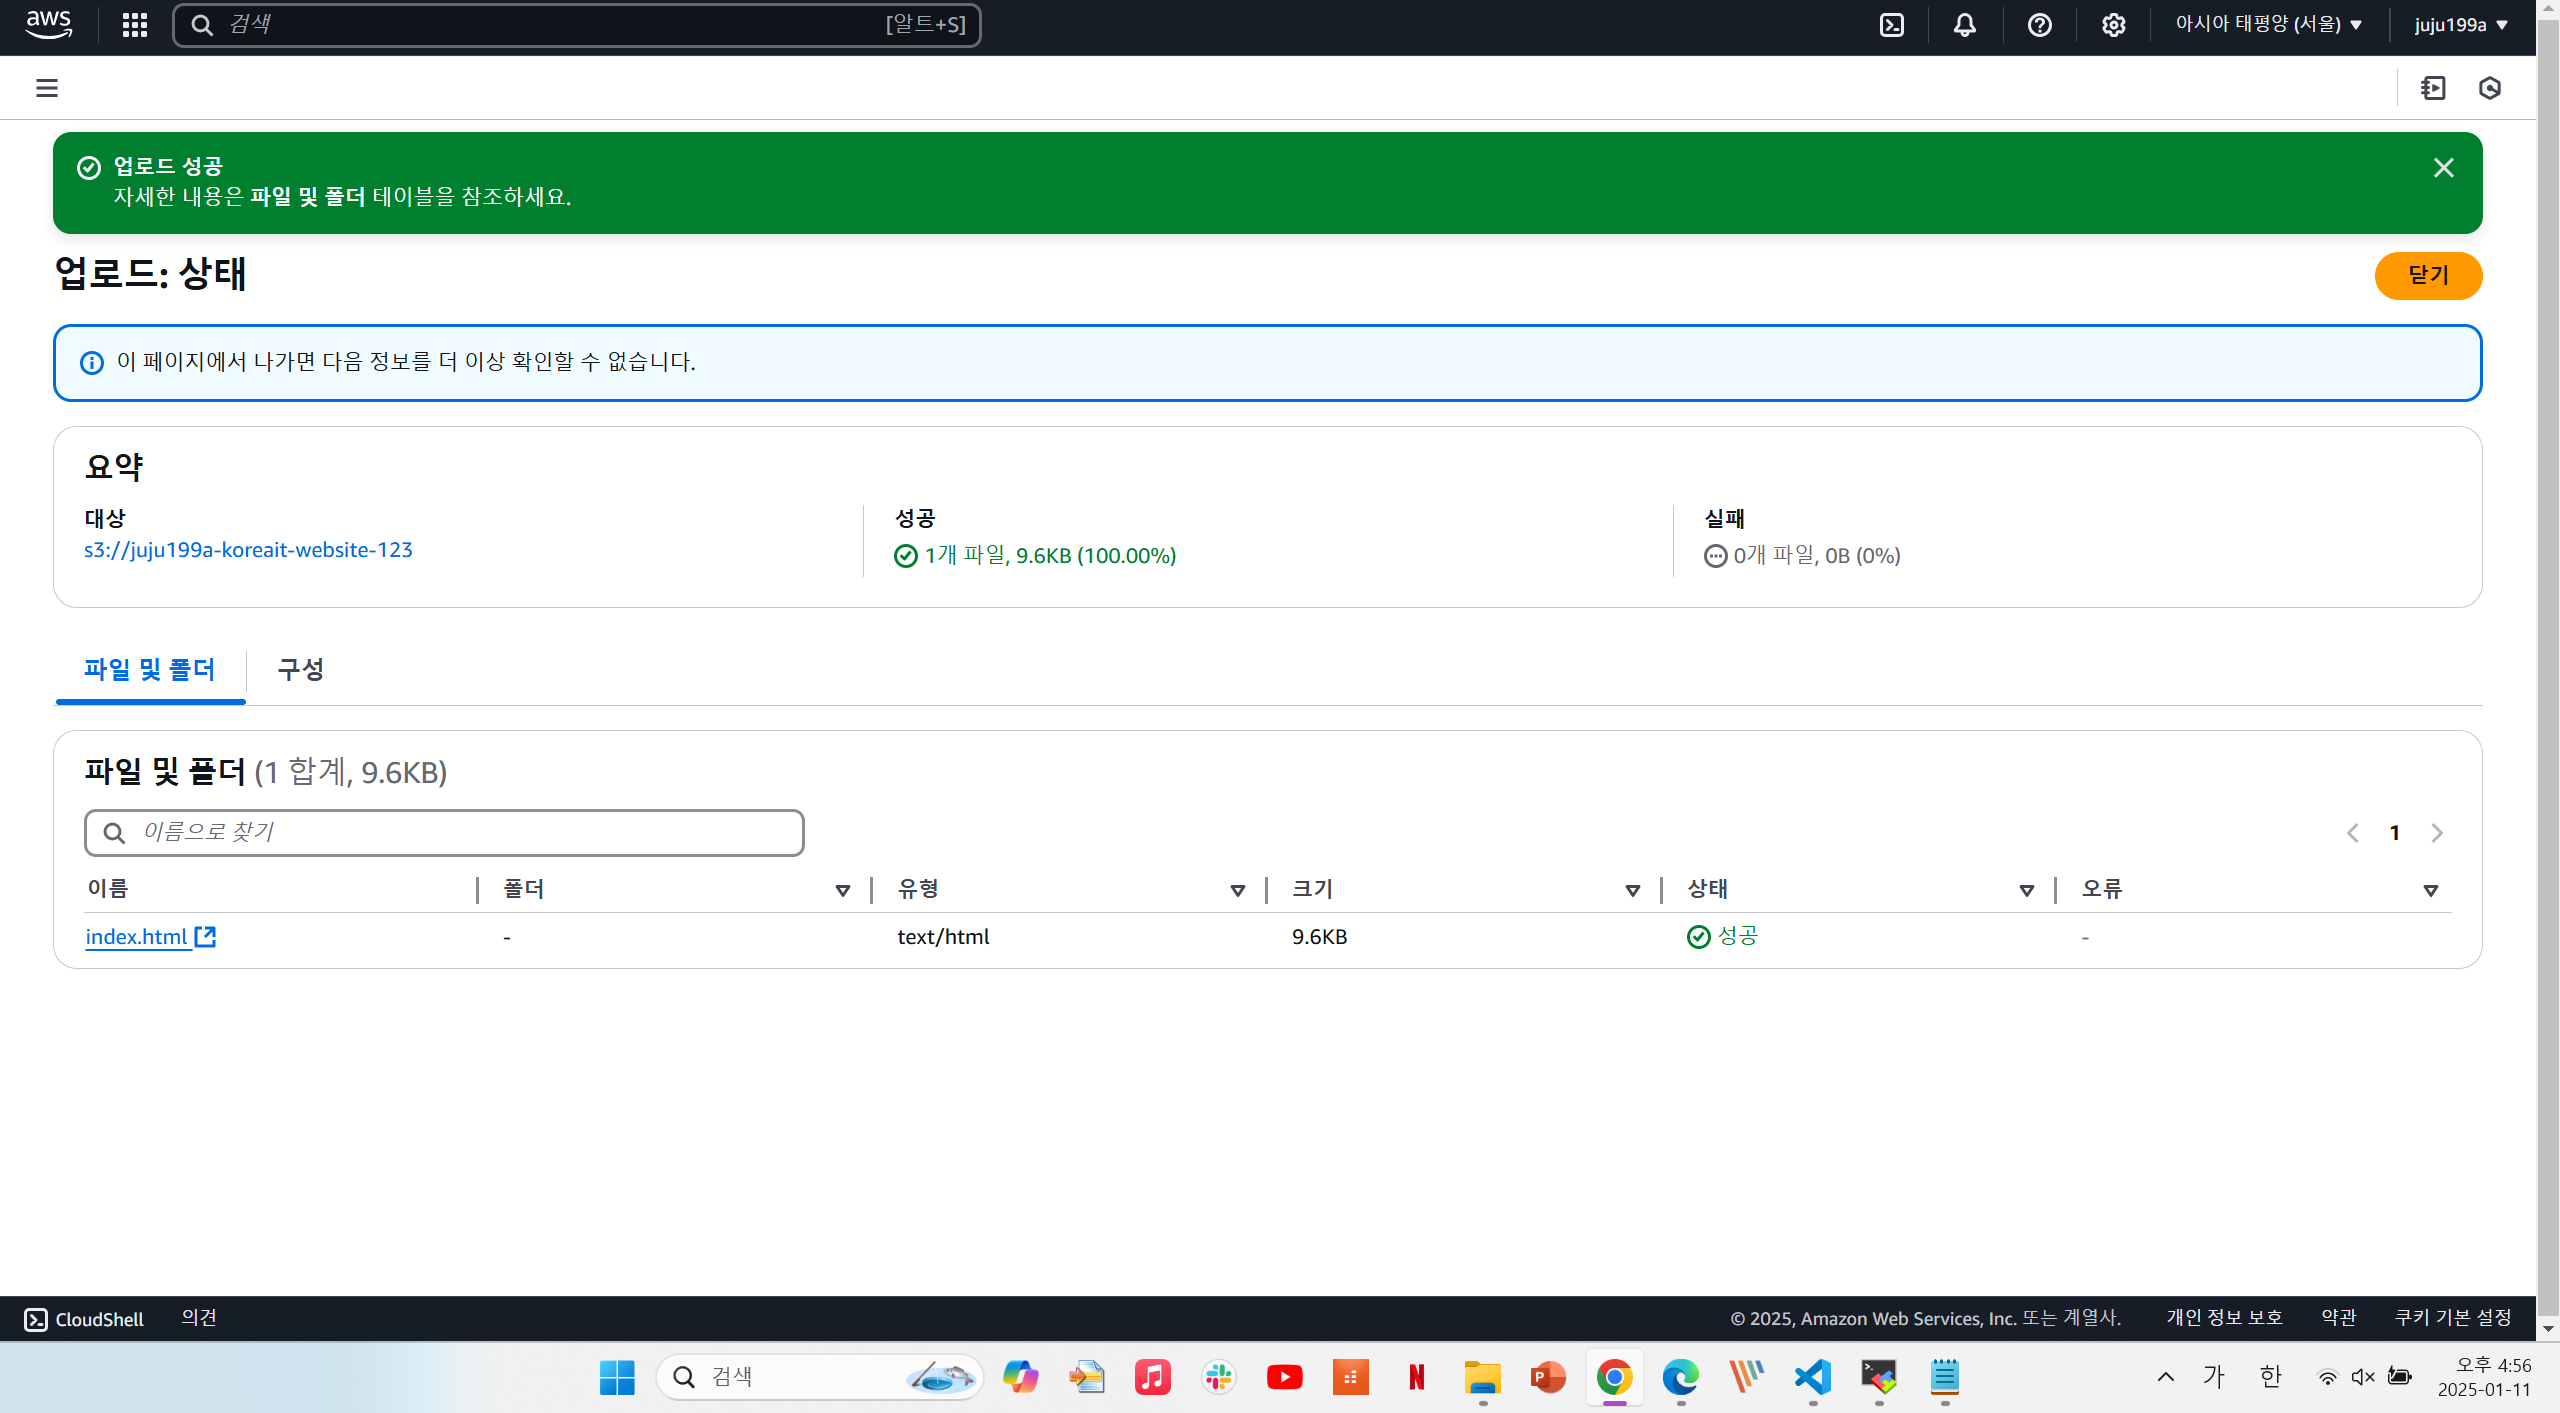 aws
검색
[알트+S]
아시아 태평양 (서울)
juju199a
업로드 성공
자세한 내용은 파일 및 폴더 테이블을 참조하세요.
업로드: 상태
닫기
이 페이지에서 나가면 다음 정보를 더 이상 확인할 수 없습니다.
요약
대상
s3://juju199a-koreait-website-123
성공
1개 파일, 9.6KB (100.00%)
실패
0개 파일, 0B (0%)
파일 및 폴더
구성
파일 및 폴더 (1 합계, 9.6KB)
이름으로 찾기
1
이름
폴더
유형
크기
상태
오류
index.html
-
text/html
9.6KB
성공
-
CloudShell
의견
© 2025, Amazon Web Services, Inc. 또는 계열사.
개인 정보 보호
약관
쿠키 기본 설정
검색
가
한
오후 4:56
2025-01-11